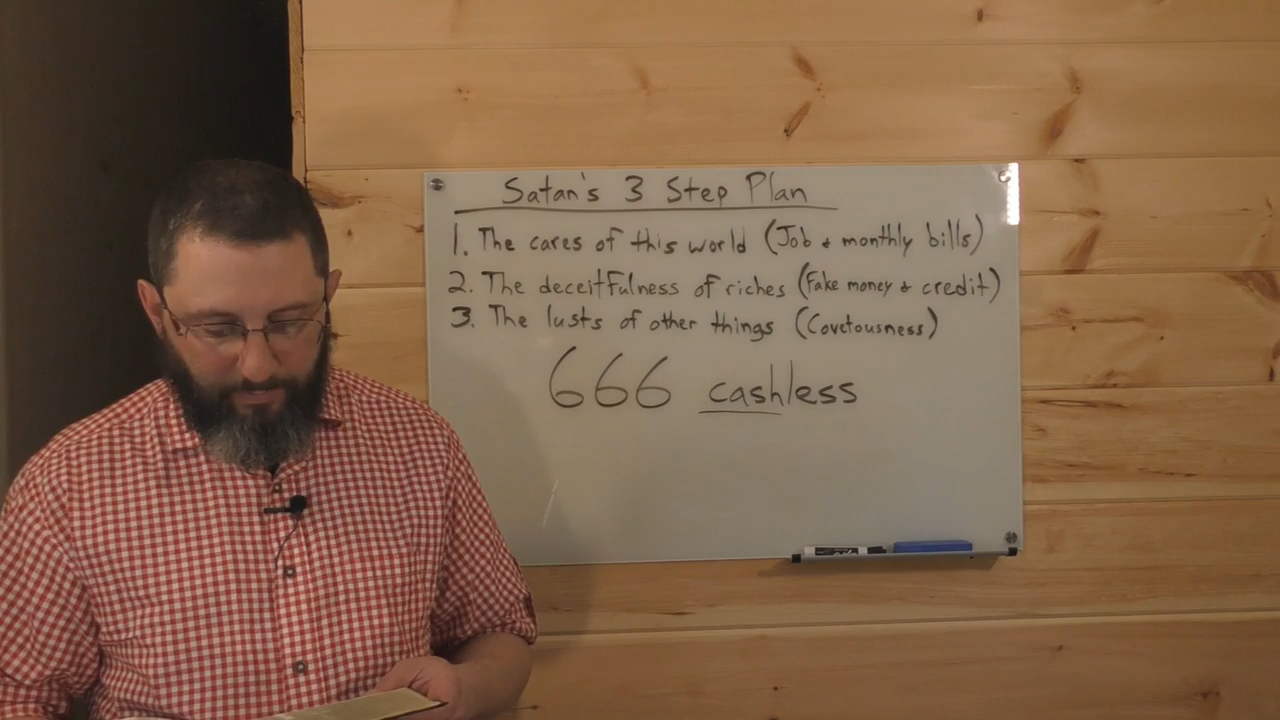 Satan's 3 Step Plan
1. The cares of this world (Job & monthly bills)
2. The deceitfulness of riches (Fake money & credit)
3. The lusts of other things (Covetousness)
666 cashless